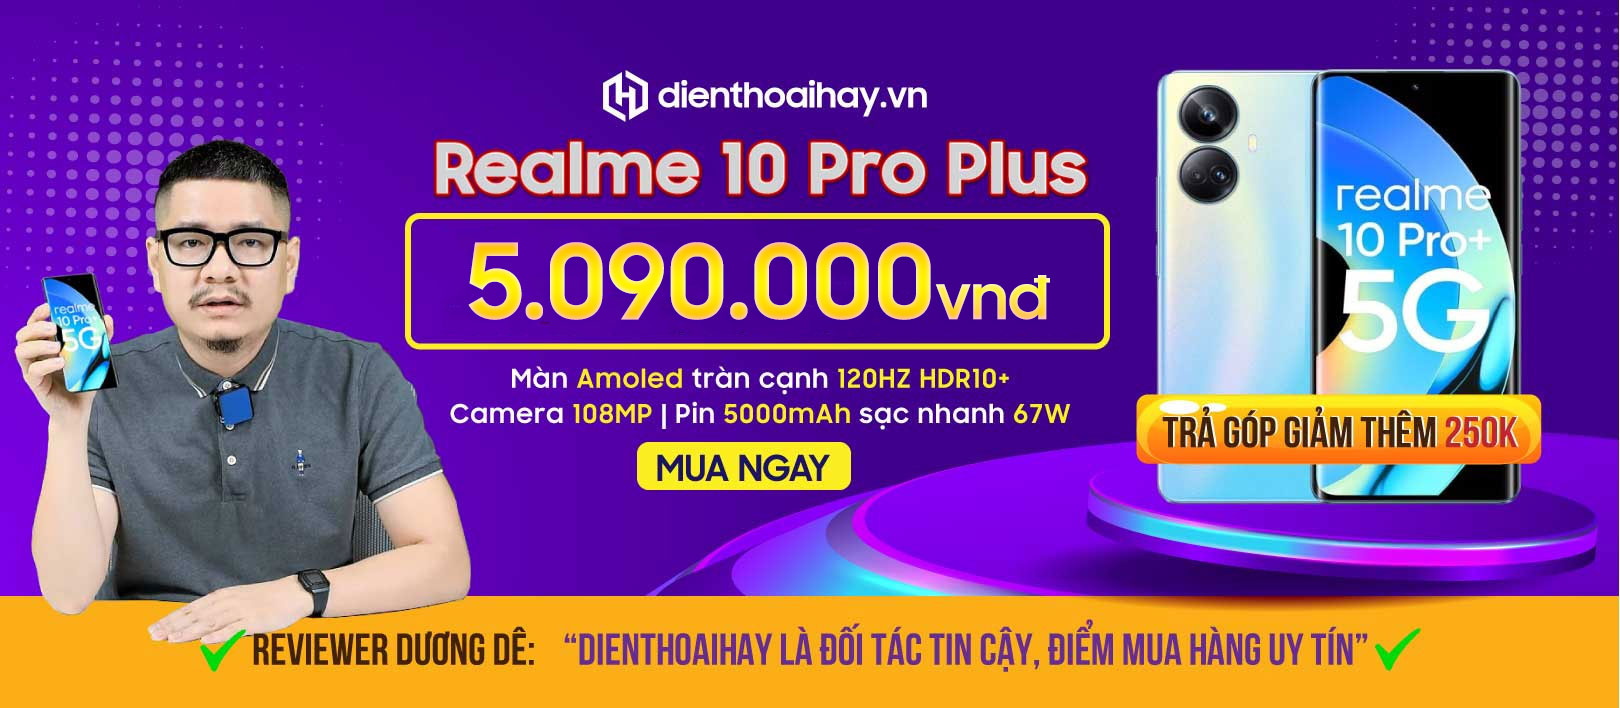 dienthoaihay.vn
Realme 10 Pro Plus
5.090.000vnđ
Màn Amoled tràn cạnh 120HZ HDR10+
Camera 108MP | Pin 5000mAh sạc nhanh 67W
MUA NGAY
realme
10 Pro+
5G
realme
10 Pro+
5G
TRẢ GÓP GIẢM THÊM 250K
REVIEWER DƯƠNG DÊ: “DIENTHOAIHAY LÀ ĐỐI TÁC TIN CẬY, ĐIỂM MUA HÀNG UY TÍN”